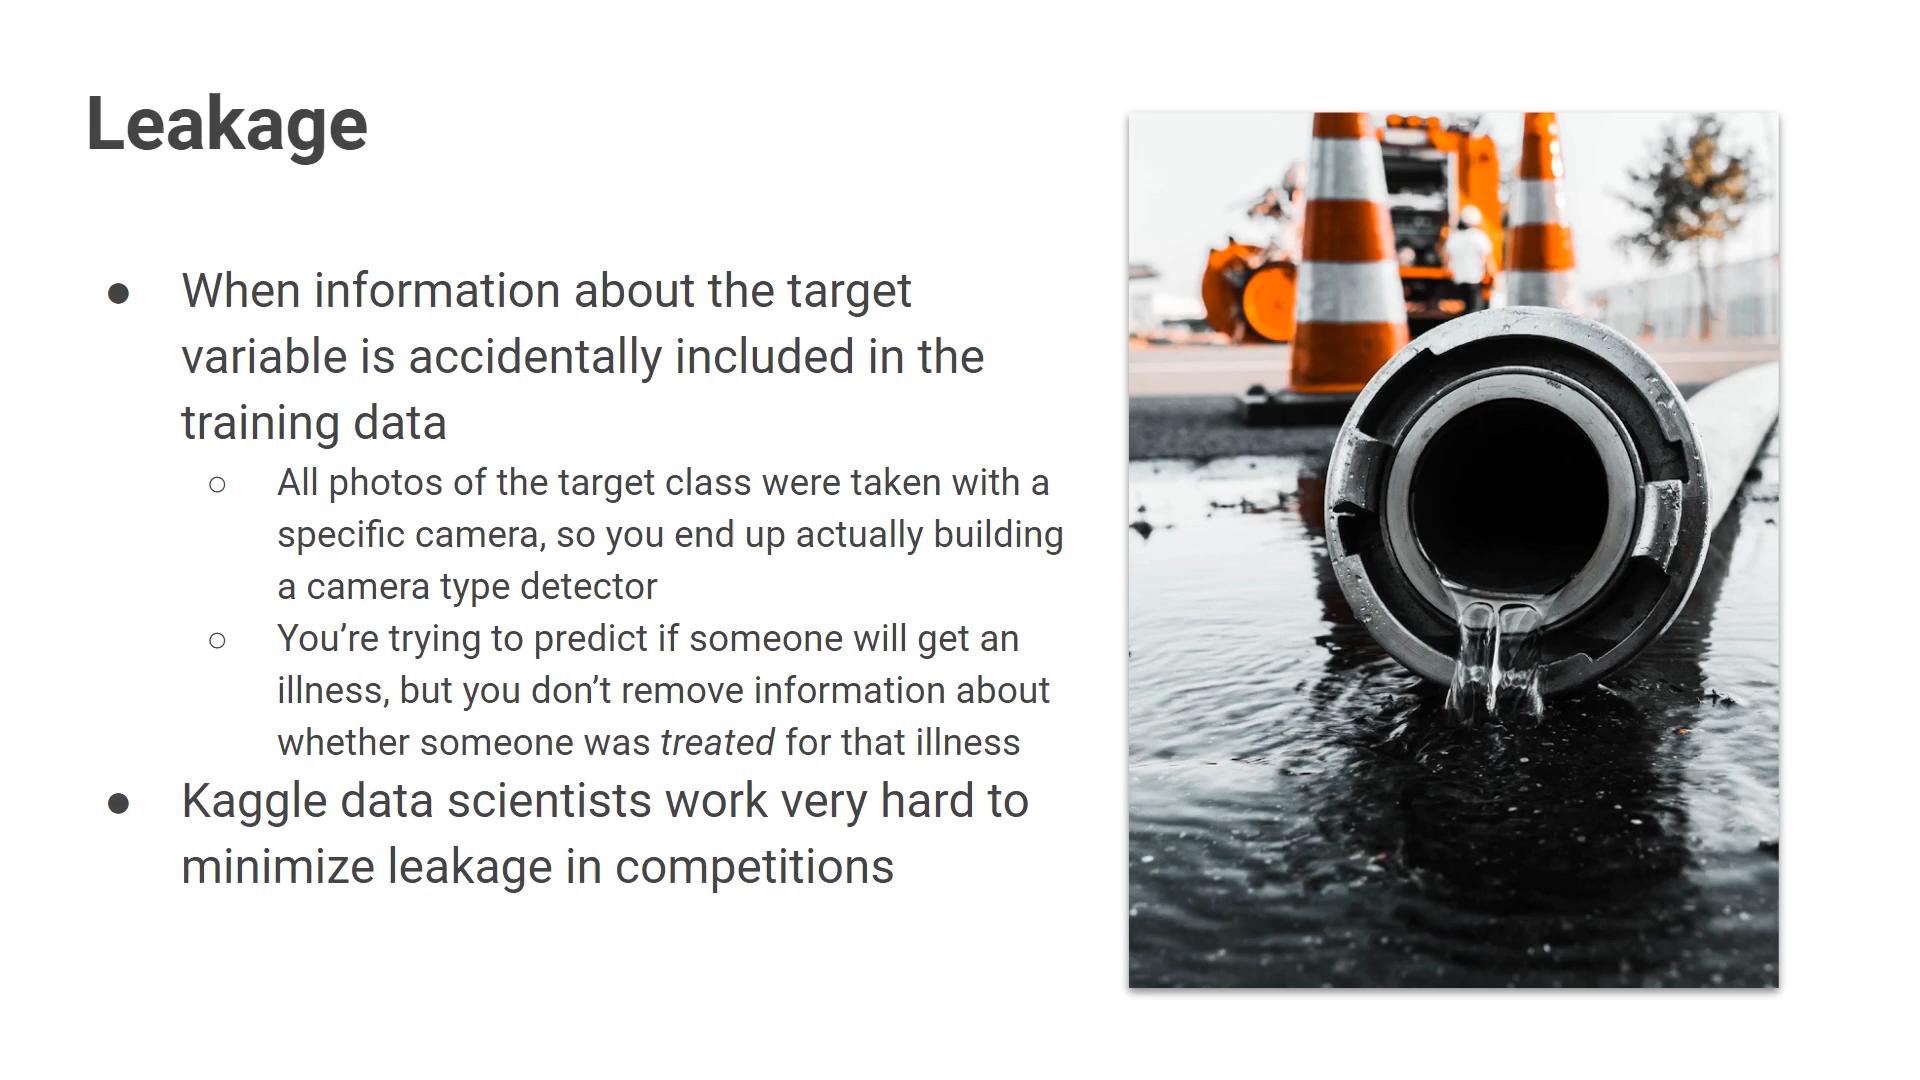 Leakage
● When information about the target
variable is accidentally included in the
training data
○ All photos of the target class were taken with a
specific camera, so you end up actually building
a camera type detector
○ You’re trying to predict if someone will get an
illness, but you don’t remove information about
whether someone was treated for that illness
● Kaggle data scientists work very hard to
minimize leakage in competitions